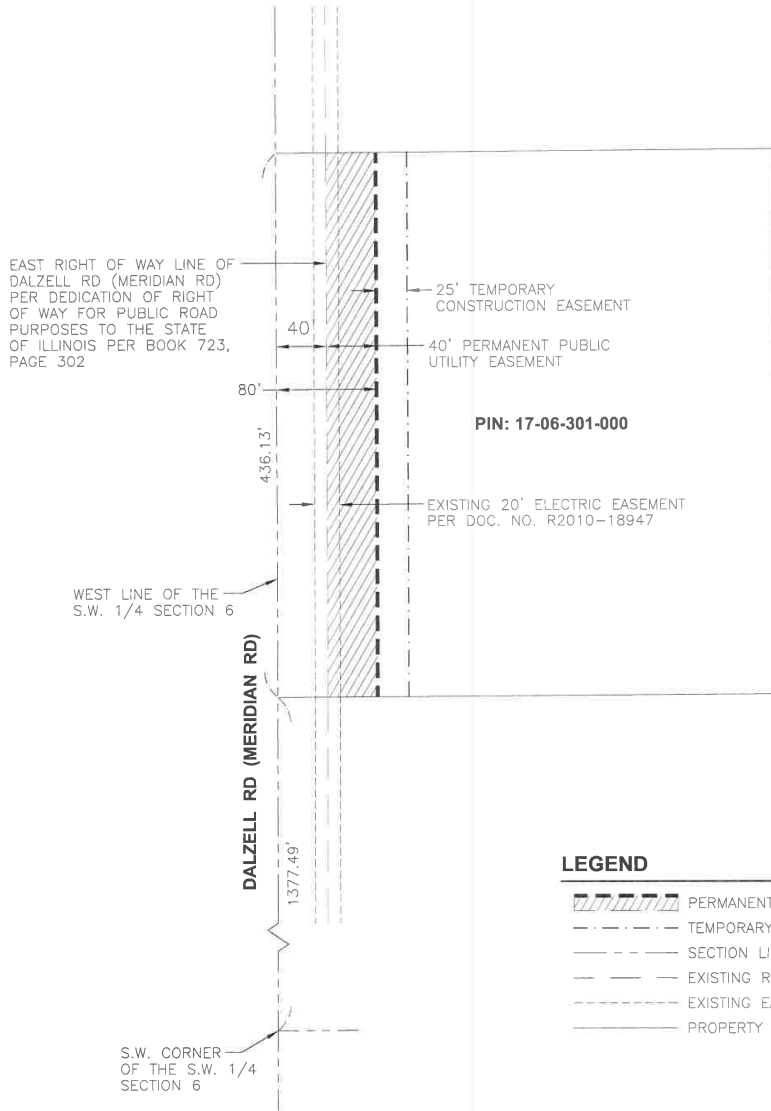 EAST RIGHT OF WAY LINE OF
DALZELL RD (MERIDIAN RD)
PER DEDICATION OF RIGHT
OF WAY FOR PUBLIC ROAD
PURPOSES TO THE STATE
OF ILLINOIS PER BOOK 723,
PAGE 302
25' TEMPORARY
CONSTRUCTION EASEMENT
40'
40' PERMANENT PUBLIC
UTILITY EASEMENT
80'
PIN: 17-06-301-000
436.13'
EXISTING 20' ELECTRIC EASEMENT
PER DOC. NO. R2010-18947
WEST LINE OF THE
S.W. 1/4 SECTION 6
DALZELL RD (MERIDIAN RD)
1377.49'
LEGEND
PERMANENT
TEMPORARY
SECTION LI
EXISTING R
EXISTING EA
PROPERTY
S.W. CORNER
OF THE S.W. 1/4
SECTION 6